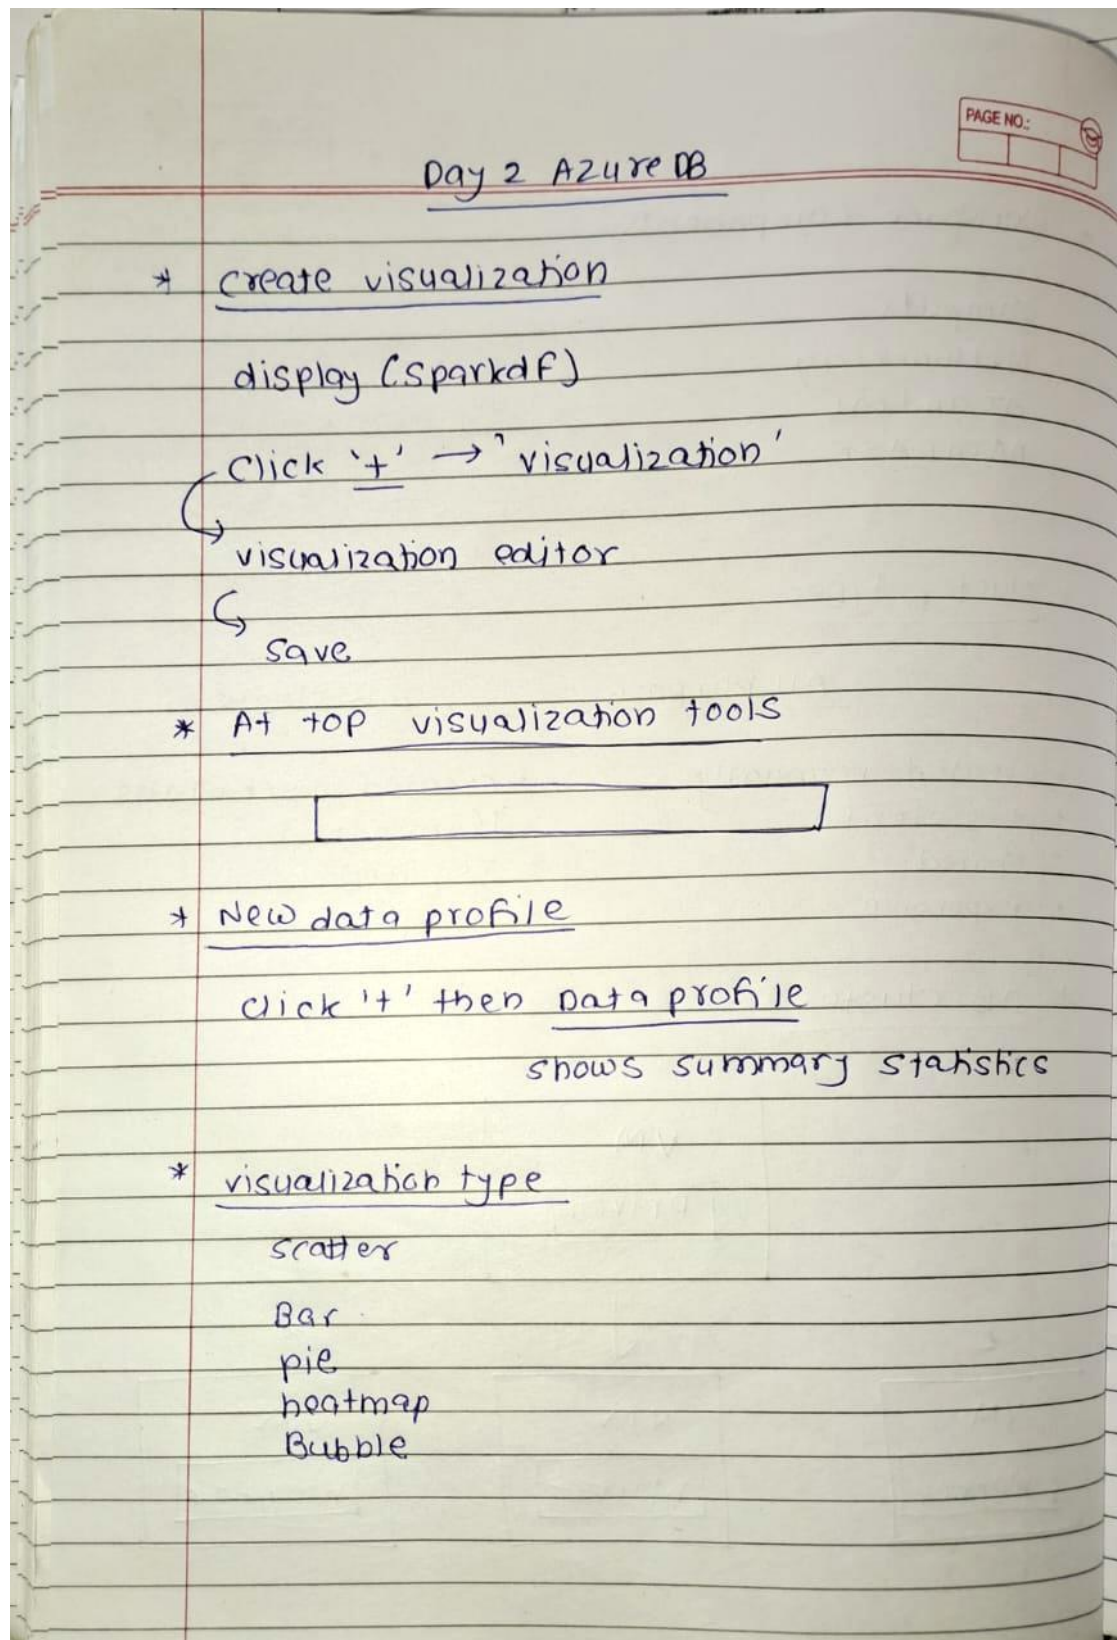 PAGE NO.:
Day 2 Azure DB
* Create visualization
display (sparkdf)
Click '+' → 'visualization'
visualization editor
save
* At top visualization tools
* New data profile
click '+' then Data profile
shows summary statistics
* visualization type
scatter
Bar
pie
heatmap
Bubble